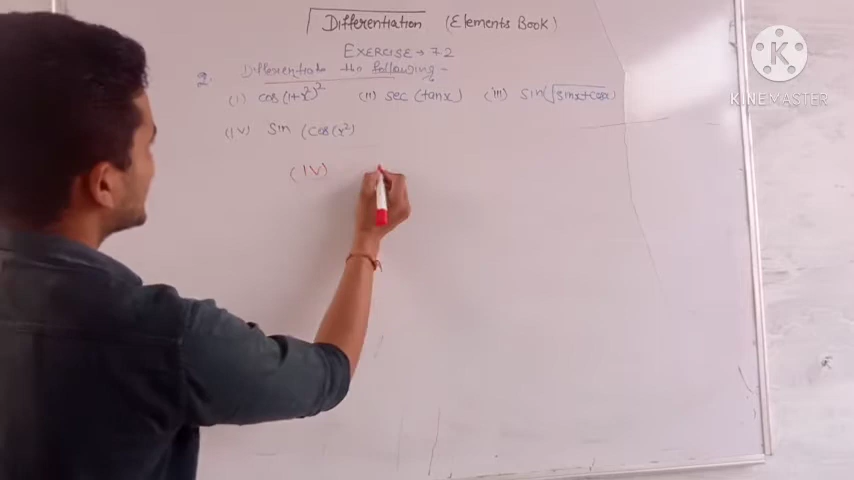 Differentiation (Elements Book)
EXERCISE → 7.2
2. Differentiate the following -
(i) cos(1+x²)² (ii) sec (tanx) (iii) sin(√sinx+cosx)
(iv) Sin (cos(x²)
(iv)
K
KINEMASTER